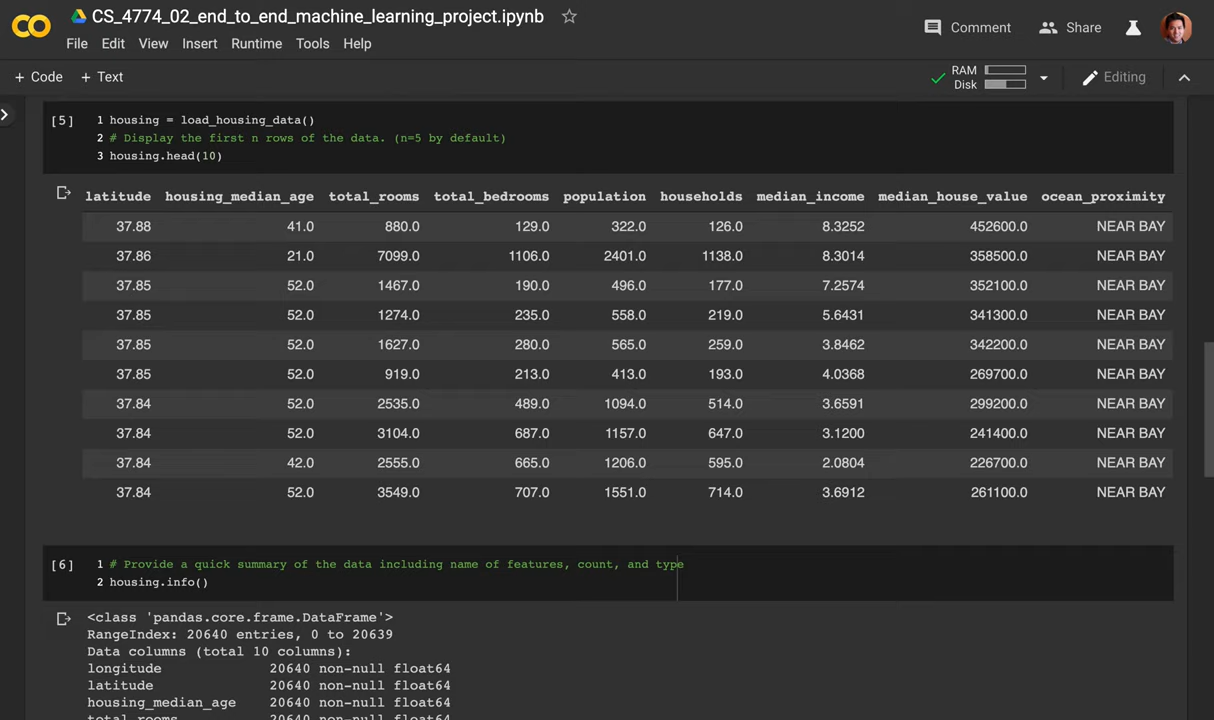 CS_4774_02_end_to_end_machine_learning_project.ipynb
File Edit View Insert Runtime Tools Help
Comment Share
+ Code + Text
RAM
Disk
Editing
[5] 1 housing = load_housing_data()
2 # Display the first n rows of the data. (n=5 by default)
3 housing.head(10)
latitude housing_median_age total_rooms total_bedrooms population households median_income median_house_value ocean_proximity
37.88 41.0 880.0 129.0 322.0 126.0 8.3252 452600.0 NEAR BAY
37.86 21.0 7099.0 1106.0 2401.0 1138.0 8.3014 358500.0 NEAR BAY
37.85 52.0 1467.0 190.0 496.0 177.0 7.2574 352100.0 NEAR BAY
37.85 52.0 1274.0 235.0 558.0 219.0 5.6431 341300.0 NEAR BAY
37.85 52.0 1627.0 280.0 565.0 259.0 3.8462 342200.0 NEAR BAY
37.85 52.0 919.0 213.0 413.0 193.0 4.0368 269700.0 NEAR BAY
37.84 52.0 2535.0 489.0 1094.0 514.0 3.6591 299200.0 NEAR BAY
37.84 52.0 3104.0 687.0 1157.0 647.0 3.1200 241400.0 NEAR BAY
37.84 42.0 2555.0 665.0 1206.0 595.0 2.0804 226700.0 NEAR BAY
37.84 52.0 3549.0 707.0 1551.0 714.0 3.6912 261100.0 NEAR BAY
[6] 1 # Provide a quick summary of the data including name of features, count, and type
2 housing.info()
<class 'pandas.core.frame.DataFrame'>
RangeIndex: 20640 entries, 0 to 20639
Data columns (total 10 columns):
longitude 20640 non-null float64
latitude 20640 non-null float64
housing_median_age 20640 non-null float64
total_rooms 20640 non-null float64